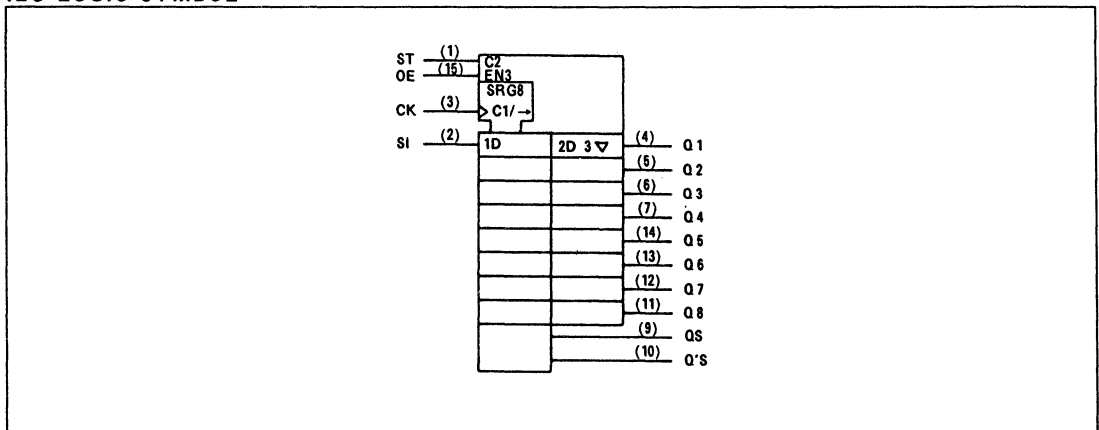 IEC LOGIC SYMBOL
ST (1) C2
OE (15) EN3
SRG8
CK (3) C1/→
SI (2) 1D 2D 3▽ (4) Q1
(5) Q2
(6) Q3
(7) Q4
(14) Q5
(13) Q6
(12) Q7
(11) Q8
(9) QS
(10) Q'S